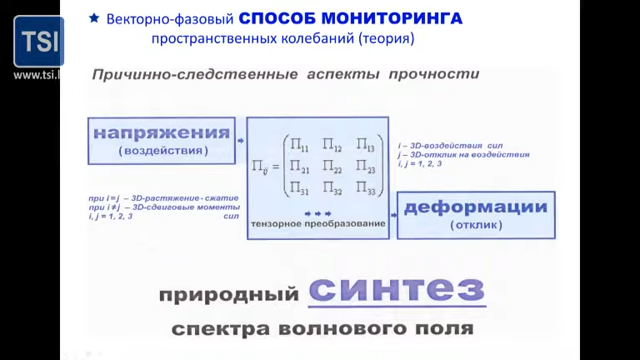 TSI
www.tsi.l
★ Векторно-фазовый СПОСОБ МОНИТОРИНГА
пространственных колебаний (теория)
Причинно-следственные аспекты прочности
напряжения
(воздействия)
Π₁₁ Π₁₂ Π₁₃
Πᵢⱼ = Π₂₁ Π₂₂ Π₂₃
Π₃₁ Π₃₂ Π₃₃
тензорное преобразование
i – 3D-воздействия сил
j – 3D-отклик на воздействия
i, j = 1, 2, 3
при i = j – 3D-растяжение - сжатие
при i ≠ j – 3D-сдвиговые моменты
i, j = 1, 2, 3 сил
деформации
(отклик)
природный синтез
спектра волнового поля